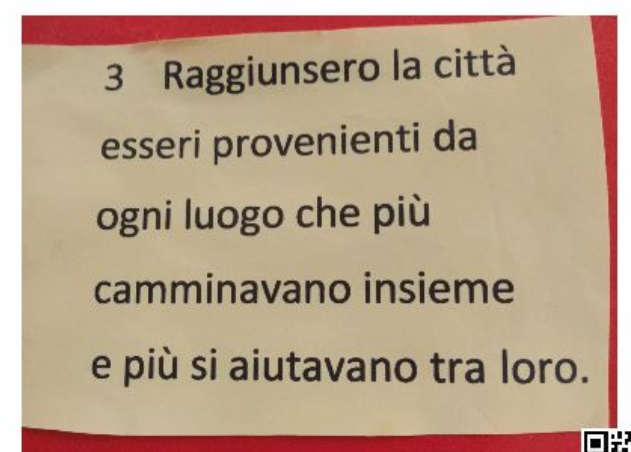 3 Raggiunsero la città
esseri provenienti da
ogni luogo che più
camminavano insieme
e più si aiutavano tra loro.